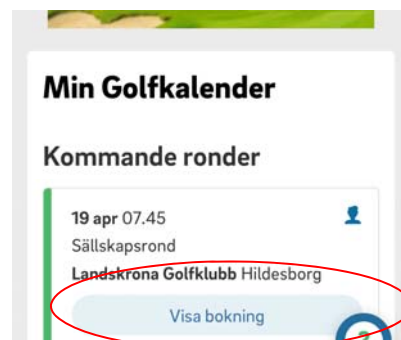 Min Golfkalender
Kommande ronder
19 apr 07.45
Sällskapsrond
Landskrona Golfklubb Hildesborg
Visa bokning